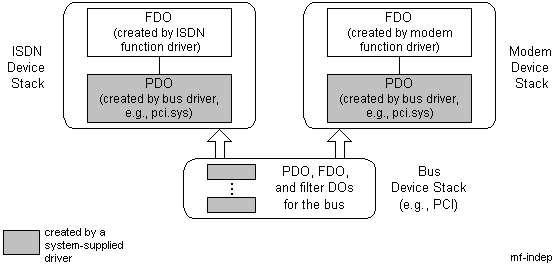 ISDN
Device
Stack
FDO
(created by ISDN
function driver)
PDO
(created by bus driver,
e.g., pci.sys)
FDO
(created by modem
function driver)
PDO
(created by bus driver,
e.g., pci.sys)
Modem
Device
Stack
PDO, FDO,
and filter DOs
for the bus
Bus
Device Stack
(e.g., PCI)
created by a
system-supplied
driver
mf-indep